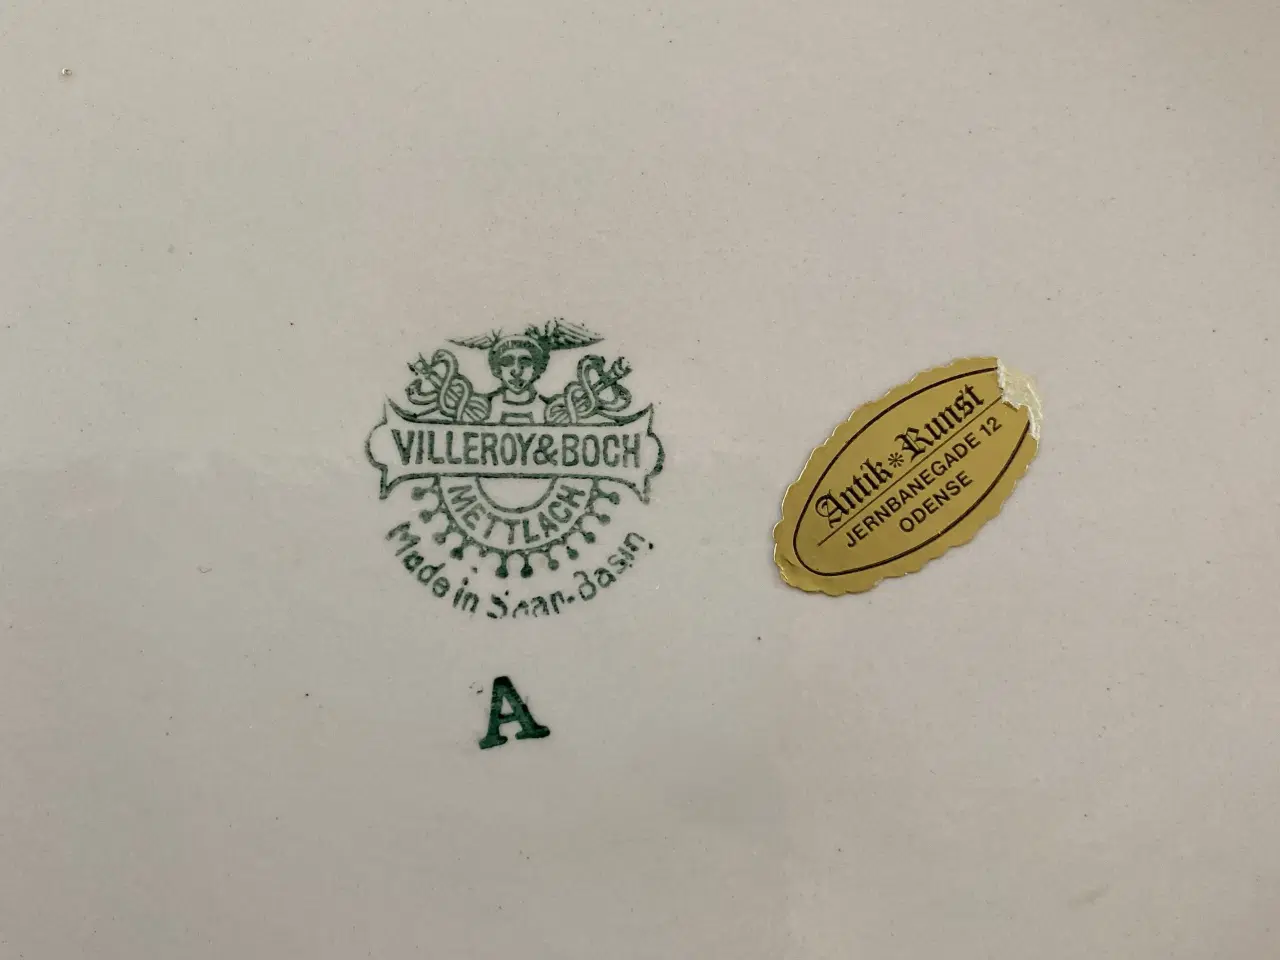 VILLEROY&BOCH
METTLACH
Made in Saar-Basin
A
Antik * Kunst
JERNBANEGADE 12
ODENSE